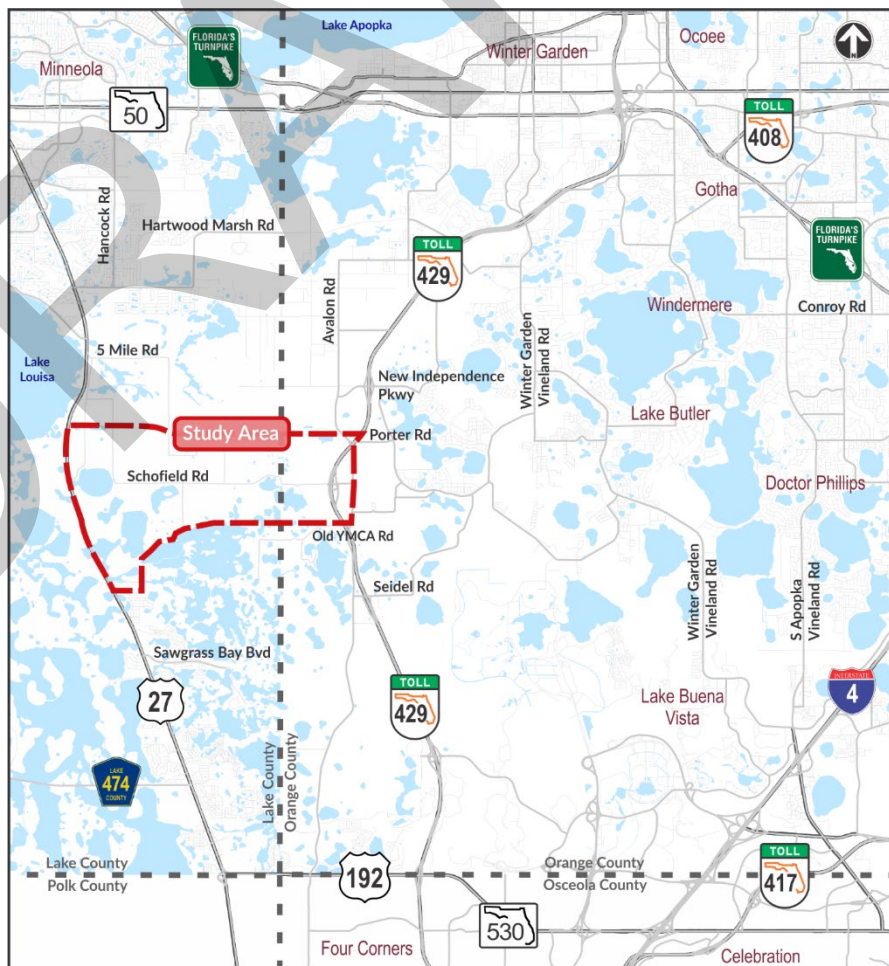 Lake Apopka
FLORIDA'S
TURNPIKE
Minneola
Winter Garden
Ocoee
N
50
TOLL
408
Hancock Rd
Hartwood Marsh Rd
Gotha
TOLL
429
FLORIDA'S
TURNPIKE
Avalon Rd
Windermere
Conroy Rd
5 Mile Rd
Lake
Louisa
New Independence
Pkwy
Winter Garden
Vineland Rd
Lake Butler
Study Area
Porter Rd
Schofield Rd
Doctor Phillips
Old YMCA Rd
Seidel Rd
Winter Garden
Vineland Rd
S Apopka
Vineland Rd
Sawgrass Bay Blvd
27
TOLL
429
Lake Buena
Vista
INTERSTATE
4
LAKE
474
COUNTY
Lake County
Orange County
Lake County
Polk County
192
Orange County
Osceola County
TOLL
417
530
Four Corners
Celebration